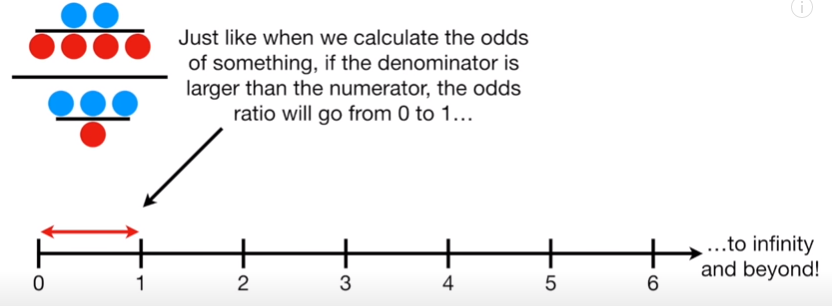 Just like when we calculate the odds
of something, if the denominator is
larger than the numerator, the odds
ratio will go from 0 to 1…
…to infinity
and beyond!
0 1 2 3 4 5 6
i